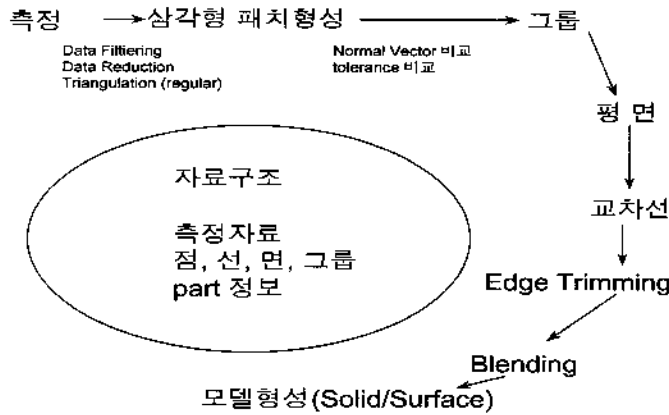 측정
삼각형 패치형성
그룹
Data Filtiering
Data Reduction
Triangulation (regular)
Normal Vector 비교
tolerance 비교
평 면
교차선
Edge Trimming
Blending
모델형성(Solid/Surface)
자료구조
측정자료
점, 선, 면, 그룹
part 정보